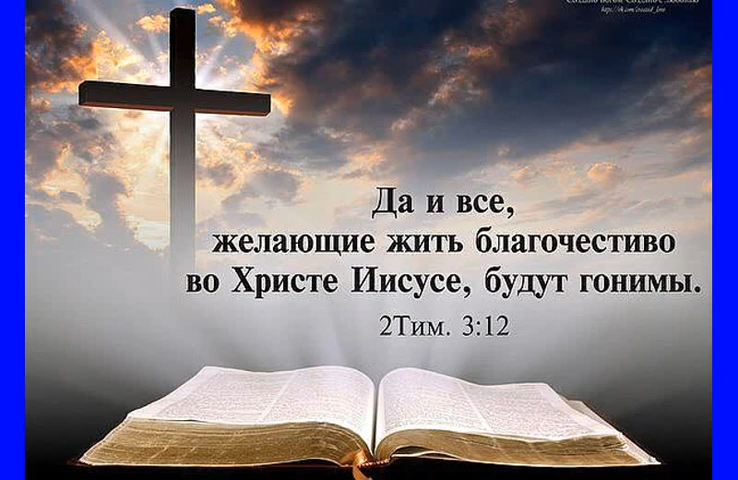 Да и все,
желающие жить благочестиво
во Христе Иисусе, будут гонимы.
2Тим. 3:12